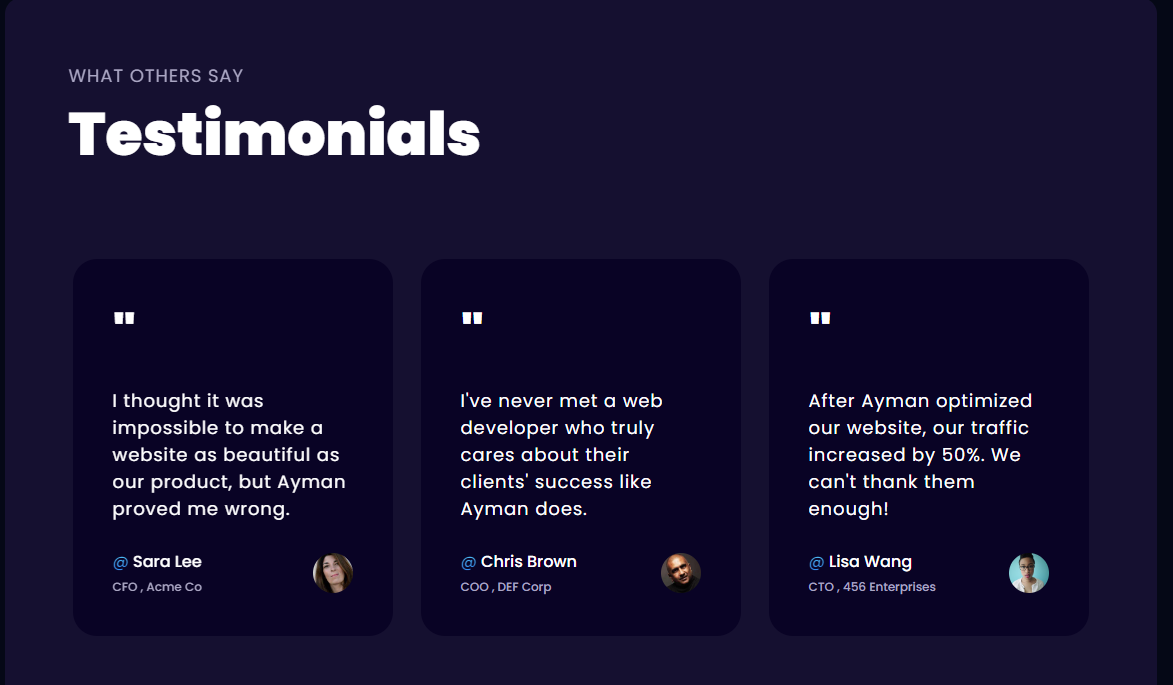 WHAT OTHERS SAY
Testimonials
"
I thought it was
impossible to make a
website as beautiful as
our product, but Ayman
proved me wrong.
@ Sara Lee
CFO , Acme Co
"
I've never met a web
developer who truly
cares about their
clients' success like
Ayman does.
@ Chris Brown
COO , DEF Corp
"
After Ayman optimized
our website, our traffic
increased by 50%. We
can't thank them
enough!
@ Lisa Wang
CTO , 456 Enterprises